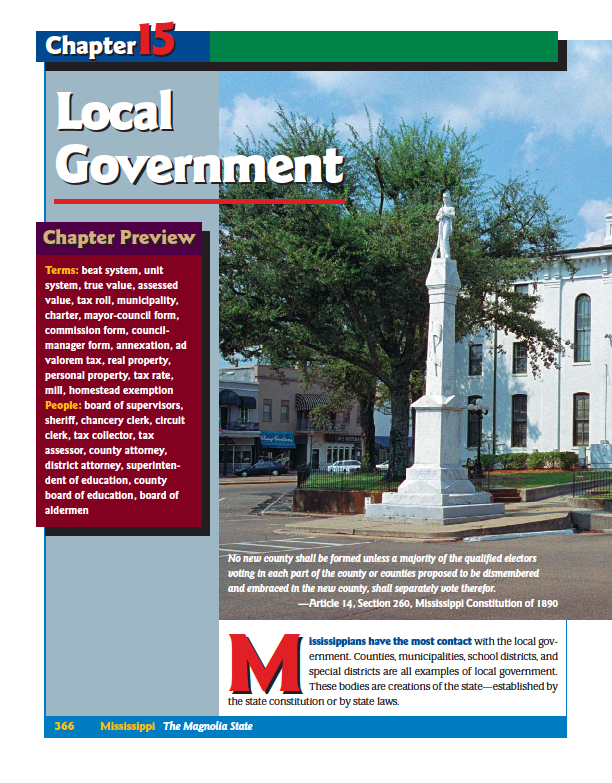 Chapter 15
Local
Government
Chapter Preview
Terms: beat system, unit
system, true value, assessed
value, tax roll, municipality,
charter, mayor-council form,
commission form, council-
manager form, annexation, ad
valorem tax, real property,
personal property, tax rate,
mill, homestead exemption
People: board of supervisors,
sheriff, chancery clerk, circuit
clerk, tax collector, tax
assessor, county attorney,
district attorney, superinten-
dent of education, county
board of education, board of
aldermen
No new county shall be formed unless a majority of the qualified electors
voting in each part of the county or counties proposed to be dismembered
and embraced in the new county, shall separately vote therefor.
—Article 14, Section 260, Mississippi Constitution of 1890
Mississippians have the most contact with the local gov-
ernment. Counties, municipalities, school districts, and
special districts are all examples of local government.
These bodies are creations of the state—established by
the state constitution or by state laws.
366 Mississippi The Magnolia State